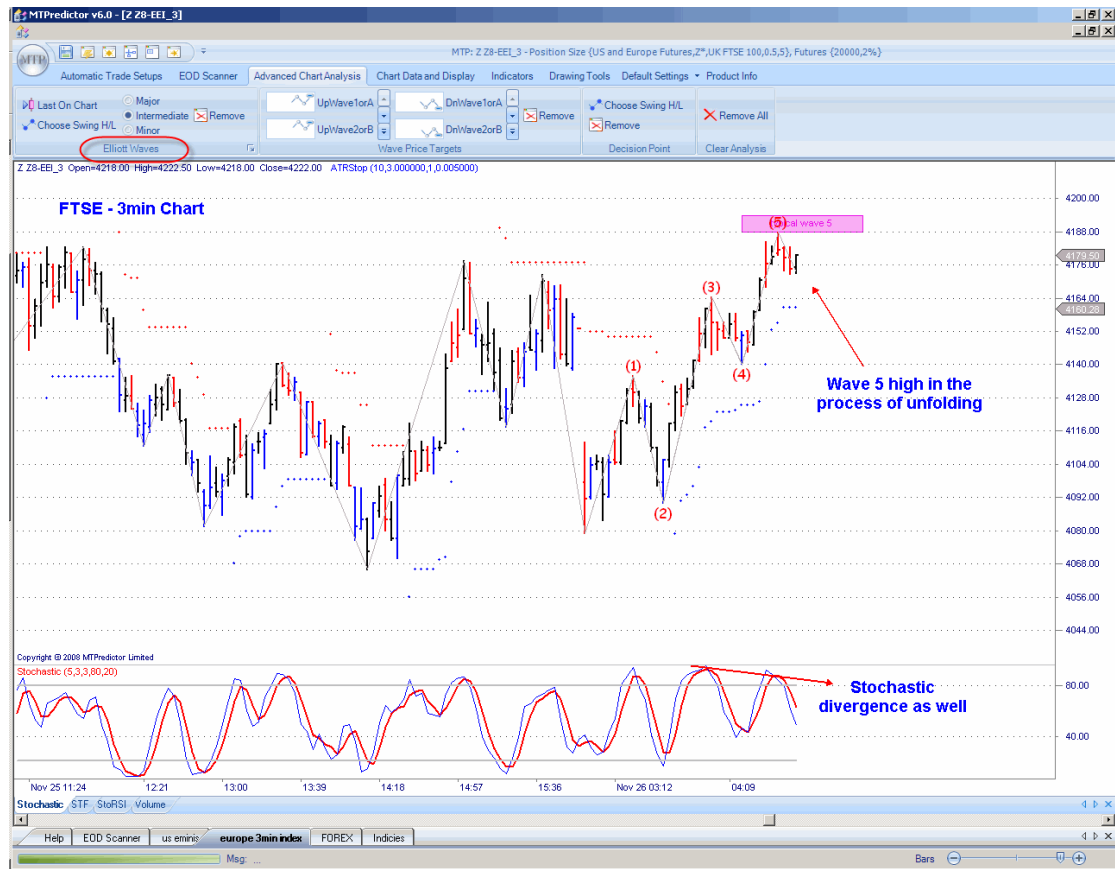 MTPredictor v6.0 - [Z Z8-EEI_3]
MTP: Z Z8-EEI_3 - Position Size {US and Europe Futures,Z*,UK FTSE 100,0.5,5}, Futures {20000,2%}
MTP
Automatic Trade Setups EOD Scanner Advanced Chart Analysis Chart Data and Display Indicators Drawing Tools Default Settings Product Info
Last On Chart
Choose Swing H/L
Major
Intermediate
Minor
Remove
Elliott Waves
UpWave1orA
UpWave2orB
DnWave1orA
DnWave2orB
Remove
Wave Price Targets
Choose Swing H/L
Remove
Decision Point
Remove All
Clear Analysis
Z Z8-EEI_3 Open=4218.00 High=4222.50 Low=4218.00 Close=4222.00 ATRStop (10,3.000000,1,0.005000)
FTSE - 3min Chart
(5)
wave 5
(3)
(4)
(1)
(2)
Wave 5 high in the
process of unfolding
4200.00
4188.00
4179.50
4176.00
4164.00
4160.28
4152.00
4140.00
4128.00
4116.00
4104.00
4092.00
4080.00
4068.00
4056.00
4044.00
Copyright © 2008 MTPredictor Limited
Stochastic (5,3,3,80,20)
Stochastic
divergence as well
80.00
40.00
Nov 25 11:24 12:21 13:00 13:39 14:18 14:57 15:36 Nov 26 03:12 04:09
Stochastic STF StoRSI Volume
Help EOD Scanner us eminis europe 3min index FOREX Indicies
Msg: ...
Bars